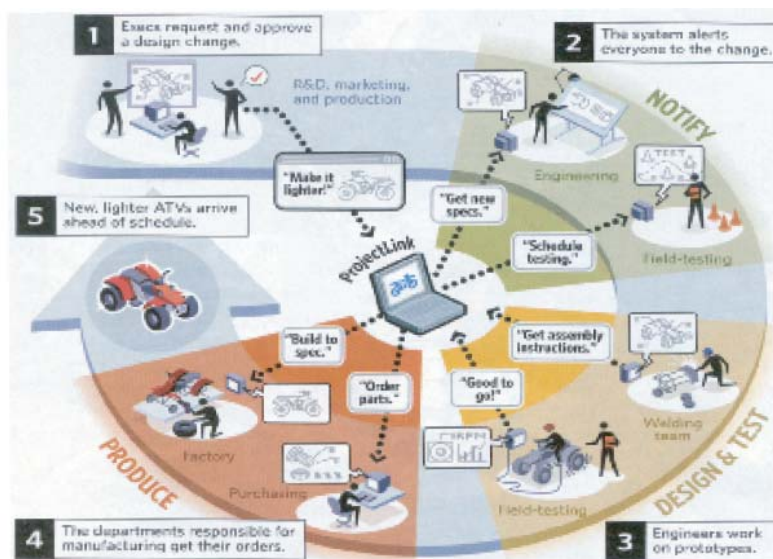 1
Execs request and approve
a design change.
2
The system alerts
everyone to the change.
R&D, marketing,
and production
NOTIFY
TEST
Engineering
"Make it
lighter!"
"Get new
specs."
5
New, lighter ATVs arrive
ahead of schedule.
"Schedule
testing."
Field-testing
ProjectLink
"Build to
spec."
"Get assembly
instructions."
"Order
parts."
"Good to
go!"
Welding
team
Factory
RPM
Purchasing
Field-testing
PRODUCE
DESIGN & TEST
4
The departments responsible for
manufacturing get their orders.
3
Engineers work
on prototypes.